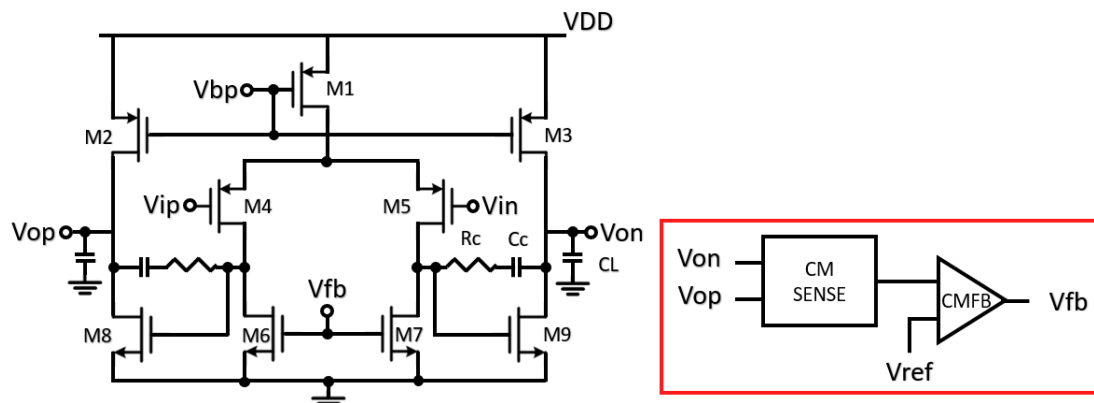 VDD
Vbp
M1
M2
M3
Vip
M4
M5
Vin
Vop
Rc
Cc
Von
CL
Vfb
M8
M6
M7
M9
Von
Vop
CM
SENSE
CMFB
Vfb
Vref